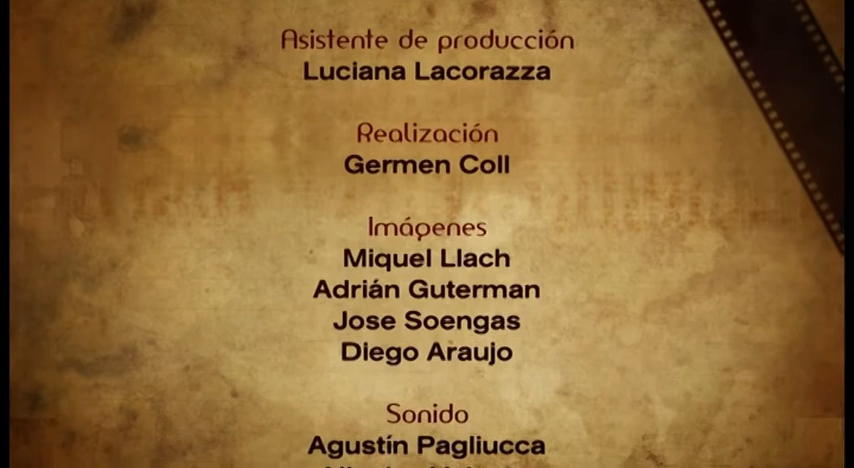 Asistente de producción
Luciana Lacorazza
Realización
Germen Coll
Imágenes
Miquel Llach
Adrián Guterman
Jose Soengas
Diego Araujo
Sonido
Agustín Pagliucca